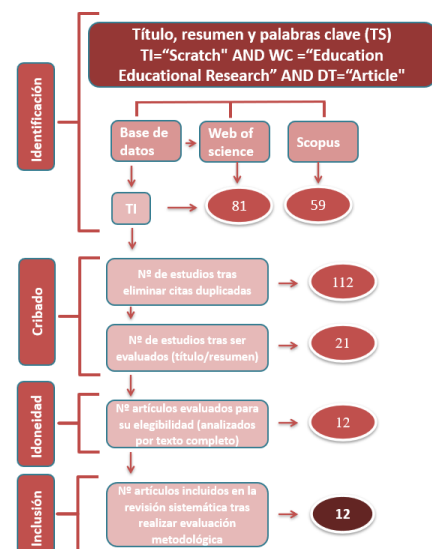 Título, resumen y palabras clave (TS)
TI=“Scratch" AND WC =“Education
Educational Research” AND DT=“Article"
Identificación
Base de
datos
Web of
science
Scopus
TI
81
59
Cribado
Nº de estudios tras
eliminar citas duplicadas
112
Nº de estudios tras ser
evaluados (título/resumen)
21
Idoneidad
Nº artículos evaluados para
su elegibilidad (analizados
por texto completo)
12
Inclusión
Nº artículos incluidos en la
revisión sistemática tras
realizar evaluación
metodológica
12